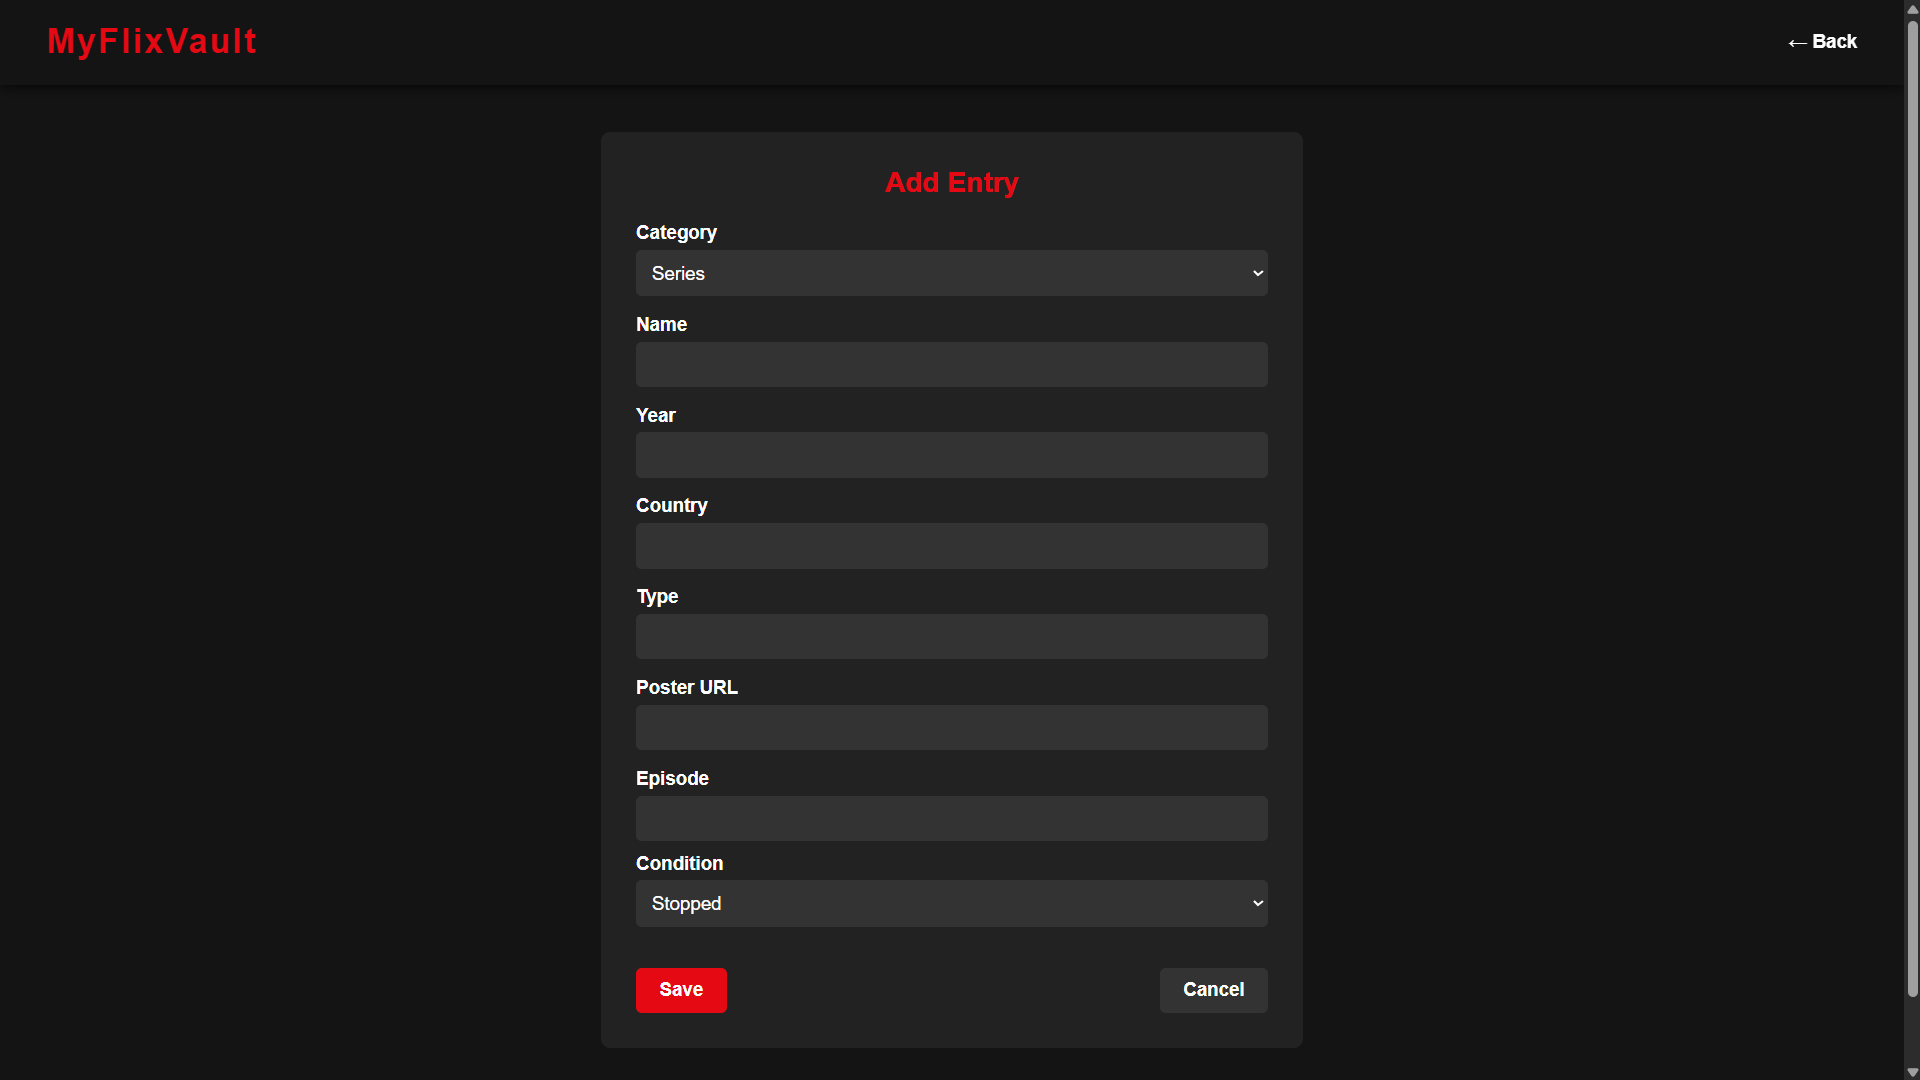 MyFlixVault
← Back
Add Entry
Category
Series
Name
Year
Country
Type
Poster URL
Episode
Condition
Stopped
Save
Cancel